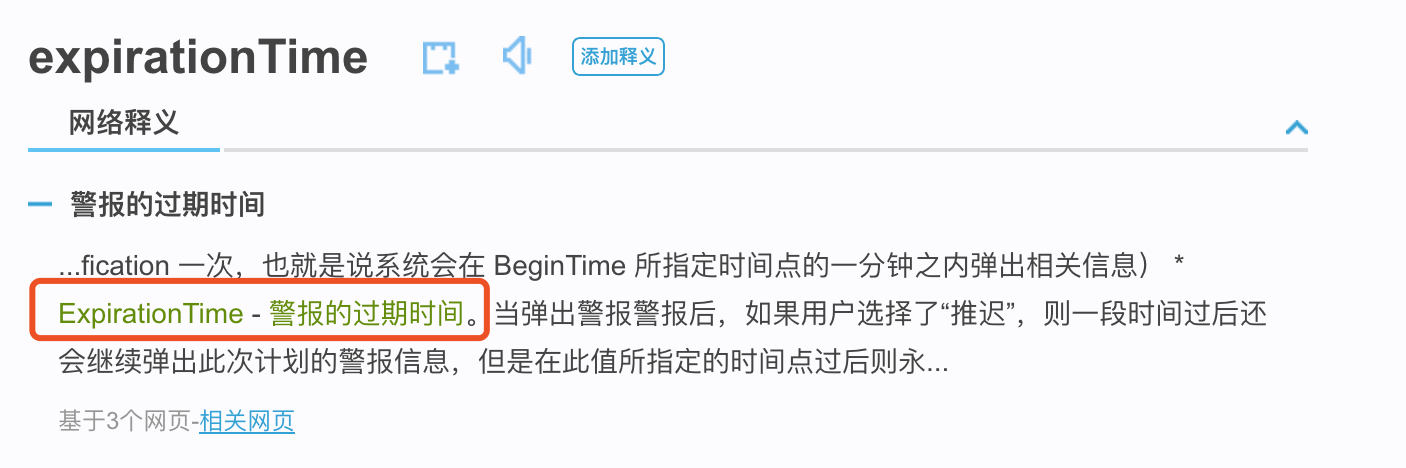 expirationTime 添加释义
网络释义
警报的过期时间
...fication 一次，也就是说系统会在 BeginTime 所指定时间点的一分钟之内弹出相关信息） *
ExpirationTime - 警报的过期时间。当弹出警报警报后，如果用户选择了“推迟”，则一段时间过后还
会继续弹出此次计划的警报信息，但是在此值所指定的时间点过后则永...
基于3个网页-相关网页